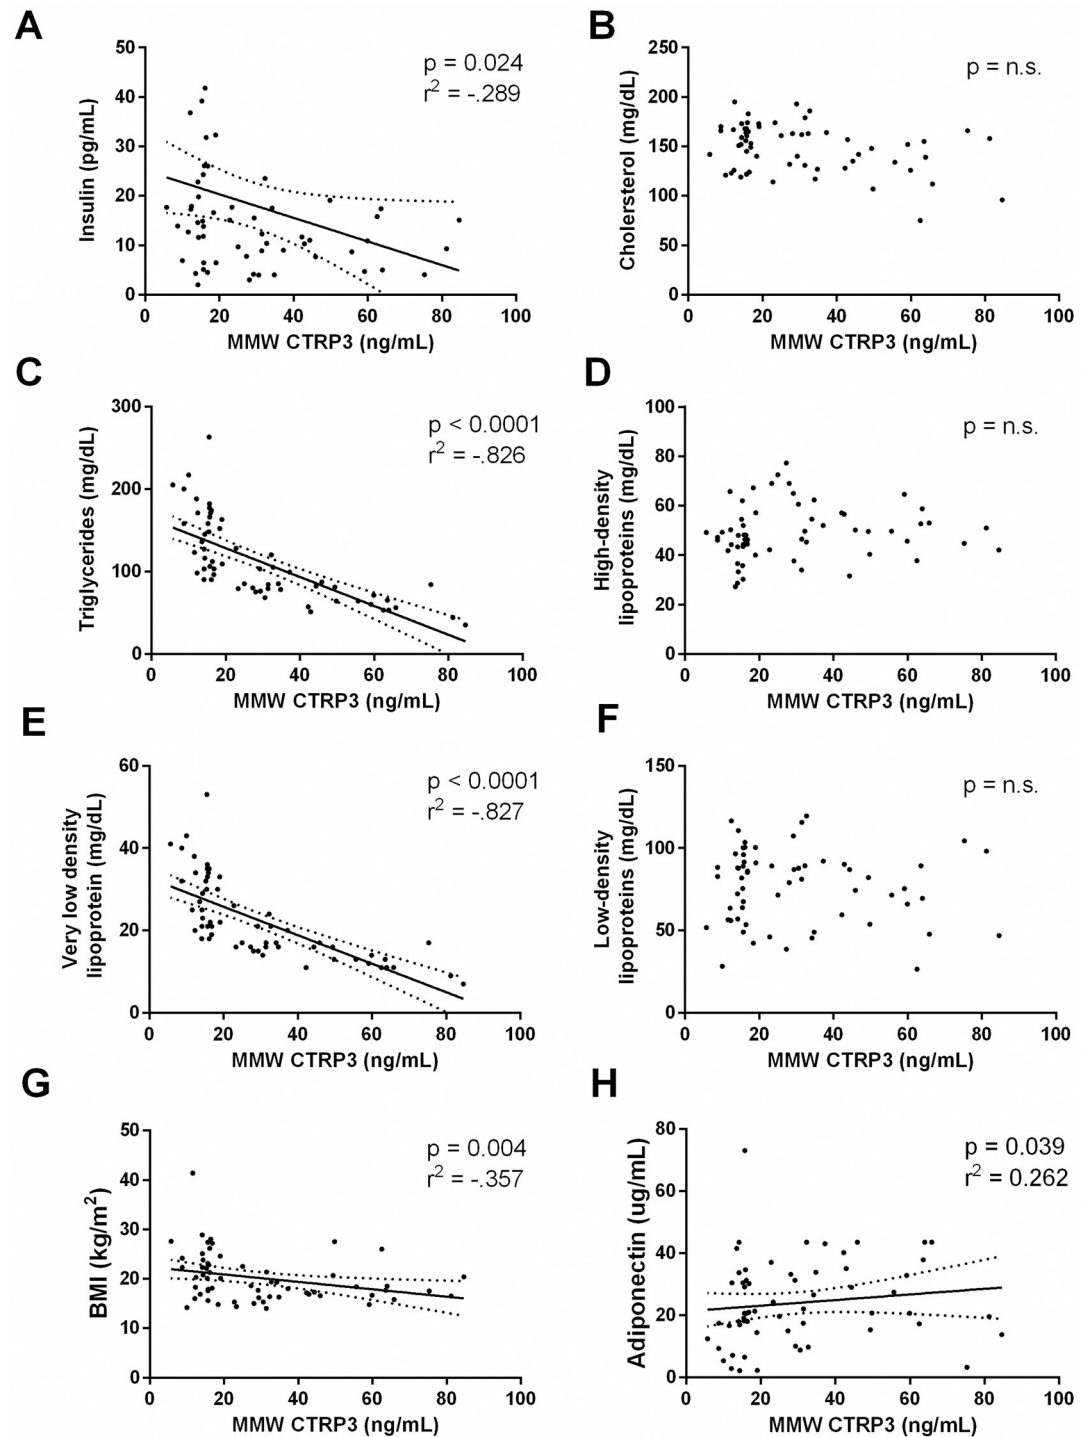 A
50
40
30
20
10
0
Insulin (pg/mL)
p = 0.024
r² = -.289
0 20 40 60 80 100
MMW CTRP3 (ng/mL)
B
250
200
150
100
50
0
Cholersterol (mg/dL)
p = n.s.
0 20 40 60 80 100
MMW CTRP3 (ng/mL)
C
300
200
100
0
Triglycerides (mg/dL)
p < 0.0001
r² = -.826
0 20 40 60 80 100
MMW CTRP3 (ng/mL)
D
100
80
60
40
20
0
High-density
lipoproteins (mg/dL)
p = n.s.
0 20 40 60 80 100
MMW CTRP3 (ng/mL)
E
60
40
20
0
Very low density
lipoprotein (mg/dL)
p < 0.0001
r² = -.827
0 20 40 60 80 100
MMW CTRP3 (ng/mL)
F
150
100
50
0
Low-density
lipoproteins (mg/dL)
p = n.s.
0 20 40 60 80 100
MMW CTRP3 (ng/mL)
G
50
40
30
20
10
0
BMI (kg/m²)
p = 0.004
r² = -.357
0 20 40 60 80 100
MMW CTRP3 (ng/mL)
H
80
60
40
20
0
Adiponectin (ug/mL)
p = 0.039
r² = 0.262
0 20 40 60 80 100
MMW CTRP3 (ng/mL)